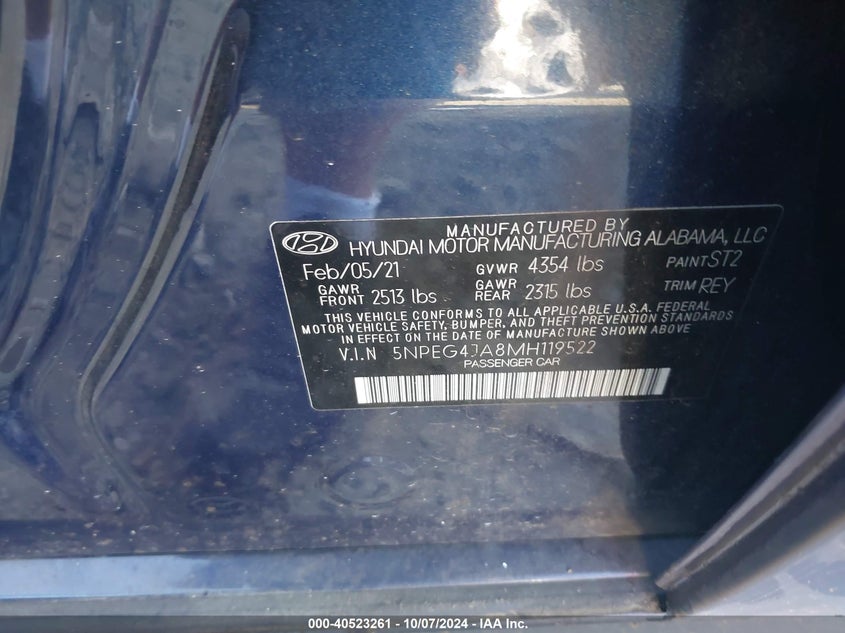 MANUFACTURED BY
HYUNDAI MOTOR MANUFACTURING ALABAMA, LLC
Feb/05/21 GVWR 4354 lbs PAINT ST2
GAWR FRONT 2513 lbs GAWR REAR 2315 lbs TRIM REY
THIS VEHICLE CONFORMS TO ALL APPLICABLE U.S.A. FEDERAL
MOTOR VEHICLE SAFETY, BUMPER, AND THEFT PREVENTION STANDARDS
IN EFFECT ON THE DATE OF MANUFACTURE SHOWN ABOVE
V.I.N 5NPEG4JA8MH119522
PASSENGER CAR
000-40523261 - 10/07/2024 - IAA Inc.